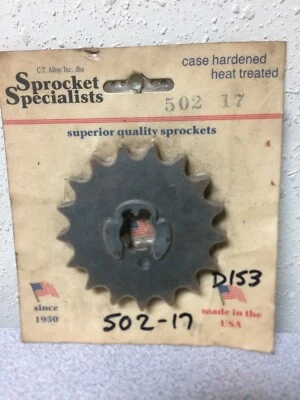 C.T. Alloy, Inc. dba
Sprocket
Specialists
case hardened
heat treated
502 17
superior quality sprockets
D153
since
1950
made in the
USA
502-17